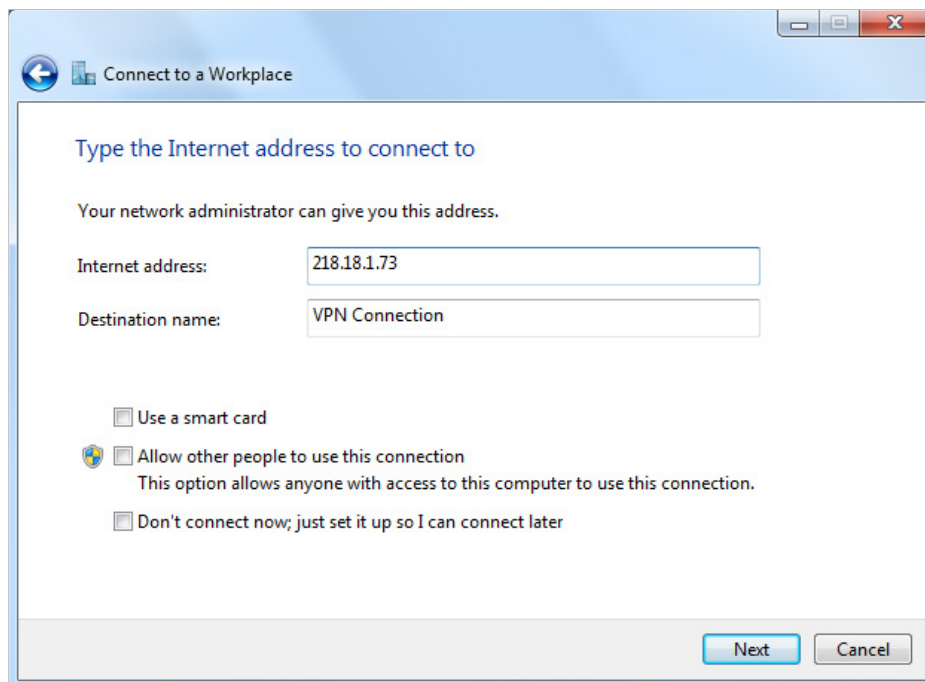 Connect to a Workplace
Type the Internet address to connect to
Your network administrator can give you this address.
Internet address: 218.18.1.73
Destination name: VPN Connection
Use a smart card
Allow other people to use this connection
This option allows anyone with access to this computer to use this connection.
Don't connect now; just set it up so I can connect later
Next Cancel